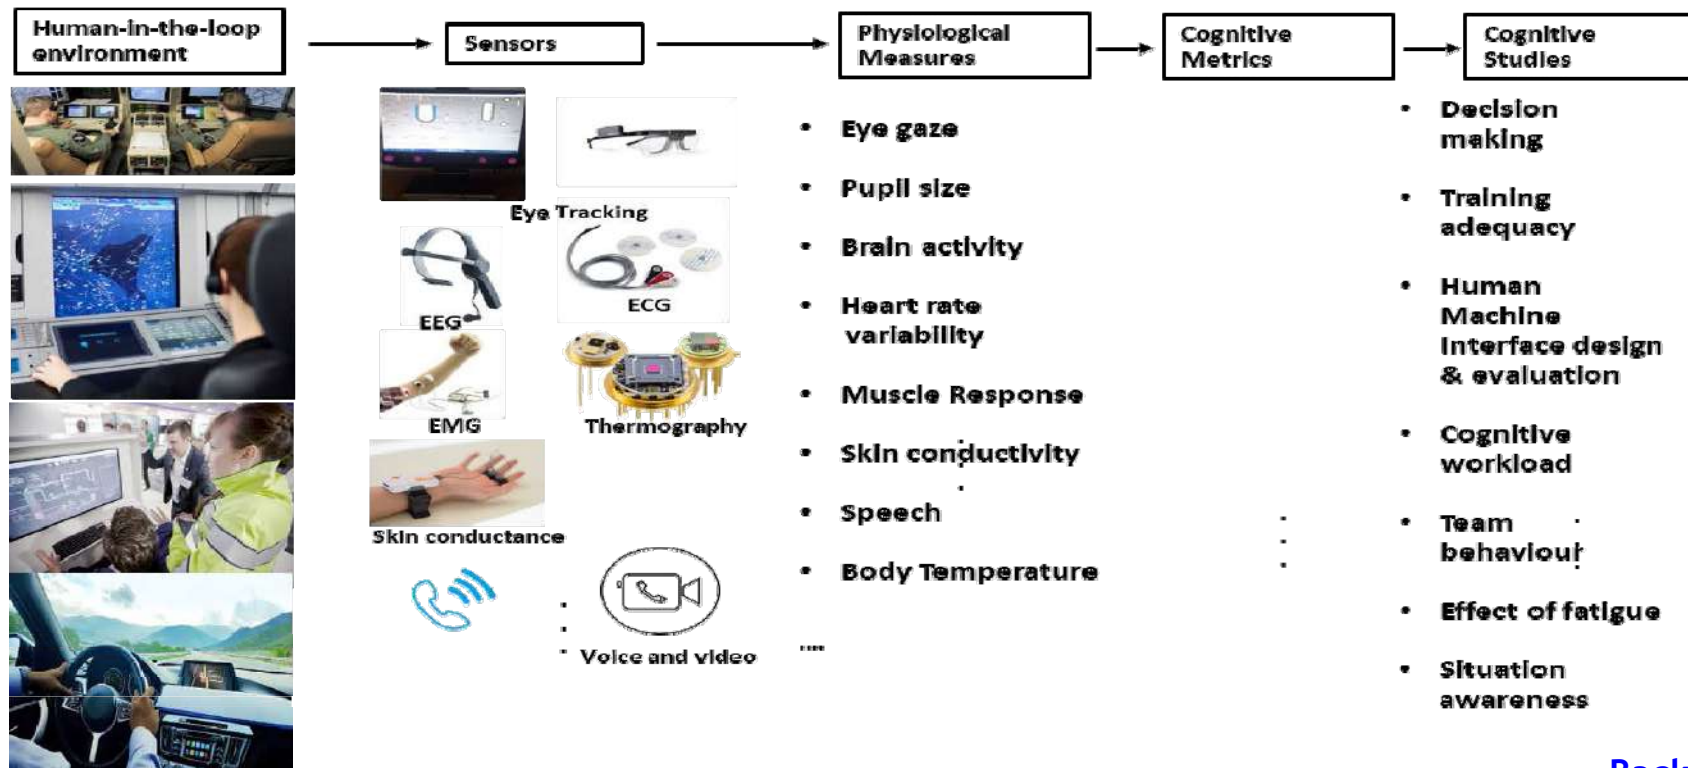 Human-in-the-loop
environment
Sensors
Physiological
Measures
Cognitive
Metrics
Cognitive
Studies
Eye Tracking
EEG
ECG
EMG
Thermography
Skin conductance
Voice and video
• Eye gaze
• Pupil size
• Brain activity
• Heart rate
variability
• Muscle Response
• Skin conductivity
• Speech
• Body Temperature
....
• Decision
making
• Training
adequacy
• Human
Machine
Interface design
& evaluation
• Cognitive
workload
• Team
behaviour
• Effect of fatigue
• Situation
awareness